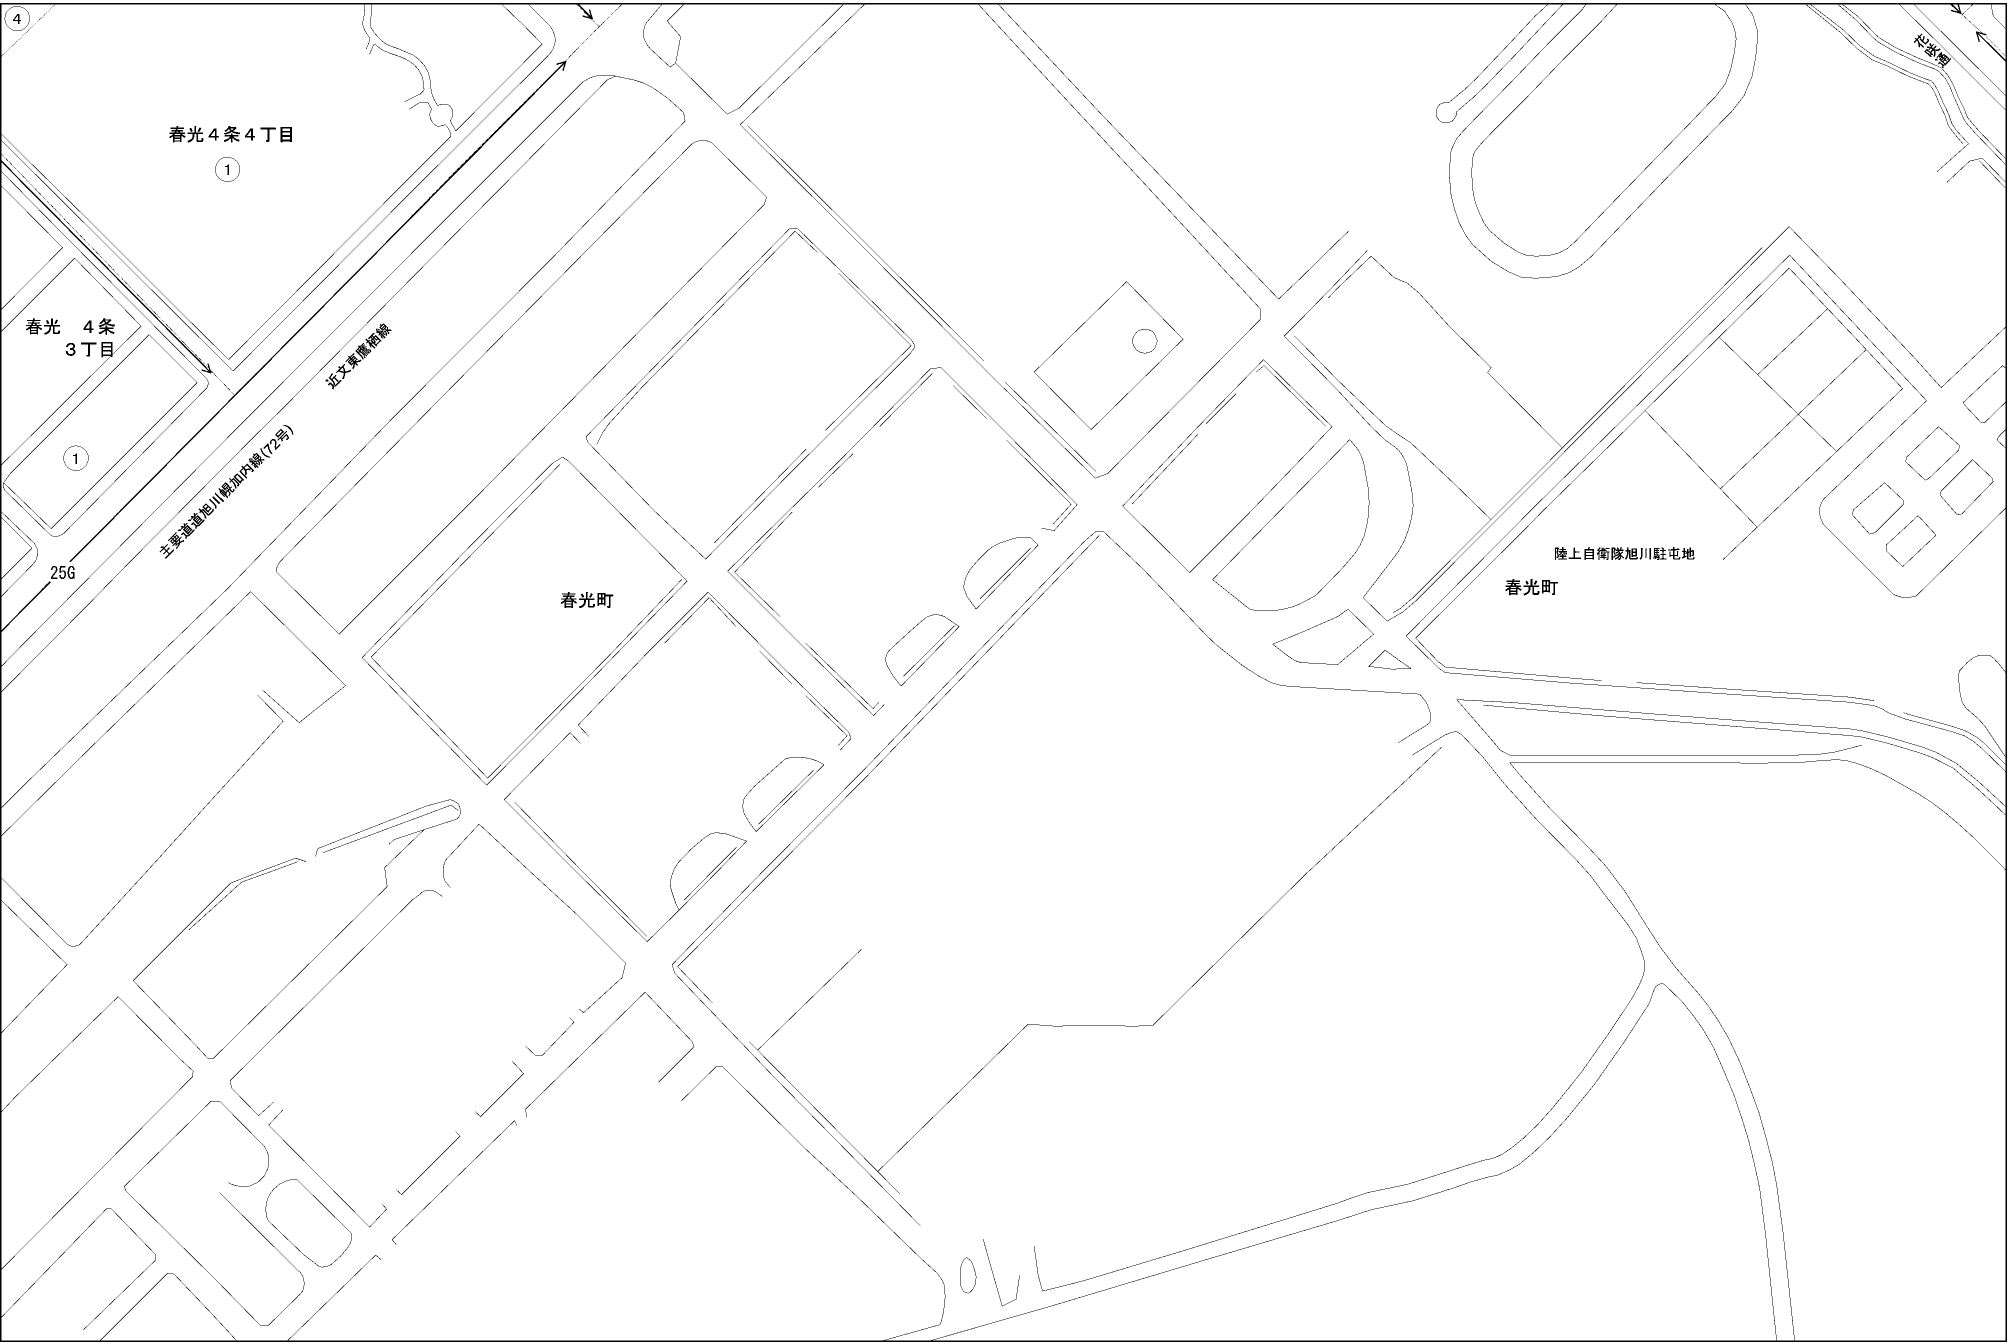 ④
花咲通
春光４条４丁目
①
春光　４条
３丁目
近文東鷹栖線
主要道道旭川幌加内線(72号)
①
25G
陸上自衛隊旭川駐屯地
春光町
春光町